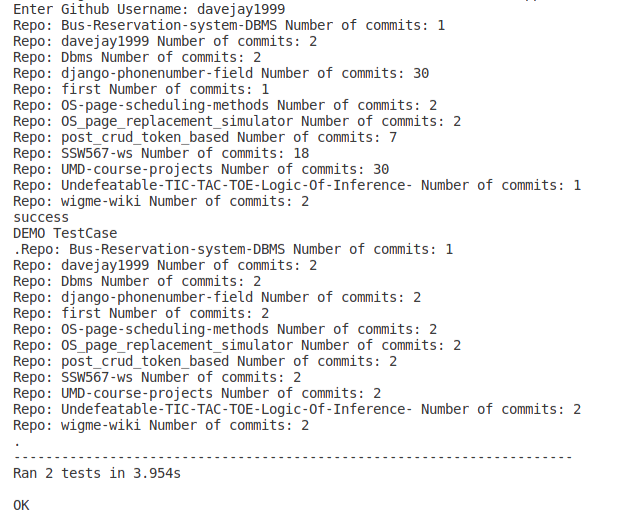 Enter Github Username: davejay1999
Repo: Bus-Reservation-system-DBMS Number of commits: 1
Repo: davejay1999 Number of commits: 2
Repo: Dbms Number of commits: 2
Repo: django-phonenumber-field Number of commits: 30
Repo: first Number of commits: 1
Repo: OS-page-scheduling-methods Number of commits: 2
Repo: OS_page_replacement_simulator Number of commits: 2
Repo: post_crud_token_based Number of commits: 7
Repo: SSW567-ws Number of commits: 18
Repo: UMD-course-projects Number of commits: 30
Repo: Undefeatable-TIC-TAC-TOE-Logic-Of-Inference- Number of commits: 1
Repo: wigme-wiki Number of commits: 2
success
DEMO TestCase
.Repo: Bus-Reservation-system-DBMS Number of commits: 1
Repo: davejay1999 Number of commits: 2
Repo: Dbms Number of commits: 2
Repo: django-phonenumber-field Number of commits: 2
Repo: first Number of commits: 2
Repo: OS-page-scheduling-methods Number of commits: 2
Repo: OS_page_replacement_simulator Number of commits: 2
Repo: post_crud_token_based Number of commits: 2
Repo: SSW567-ws Number of commits: 2
Repo: UMD-course-projects Number of commits: 2
Repo: Undefeatable-TIC-TAC-TOE-Logic-Of-Inference- Number of commits: 2
Repo: wigme-wiki Number of commits: 2
.
----------------------------------------------------------------------
Ran 2 tests in 3.954s
OK